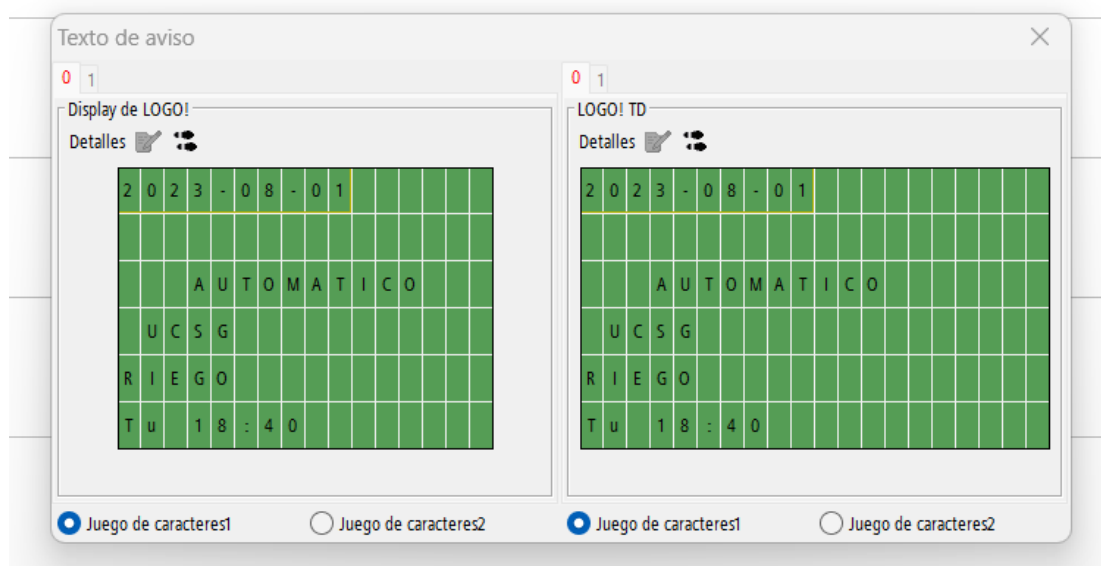 Texto de aviso
0 1
Display de LOGO!
Detalles
2023-08-01
AUTOMATICO
UCSG
RIEGO
Tu 18:40
Juego de caracteres1 Juego de caracteres2
0 1
LOGO! TD
Detalles
2023-08-01
AUTOMATICO
UCSG
RIEGO
Tu 18:40
Juego de caracteres1 Juego de caracteres2